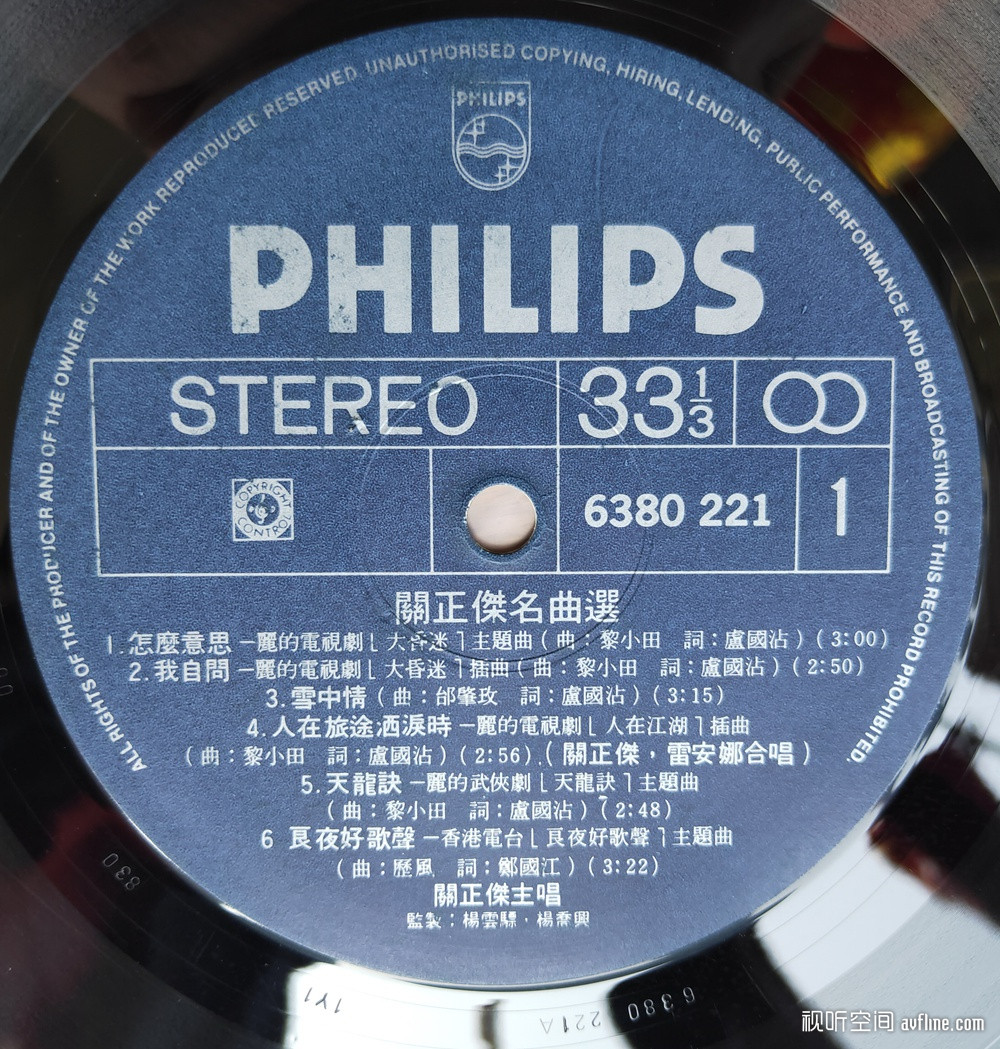 ALL RIGHTS OF THE PRODUCER AND OF THE OWNER OF THE WORK REPRODUCED RESERVED UNAUTHORISED COPYING, HIRING, LENDING, PUBLIC PERFORMANCE AND BROADCASTING OF THIS RECORD PROHIBITED.
PHILIPS
PHILIPS
STEREO
33 1/3
COPYRIGHT CONTROL
6380 221
1
關正傑名曲選
1.怎麼意思－麗的電視劇「大昏迷」主題曲(曲:黎小田 詞:盧國沾)(3:00)
2.我自問－麗的電視劇「大昏迷」插曲(曲:黎小田 詞:盧國沾)(2:50)
3.雪中情(曲:邰肇玫 詞:盧國沾)(3:15)
4.人在旅途洒淚時－麗的電視劇「人在江湖」插曲
(曲:黎小田 詞:盧國沾)(2:56).(關正傑,雷安娜合唱)
5.天龍訣－麗的武俠劇「天龍訣」主題曲
(曲:黎小田 詞:盧國沾)(2:48)
6 良夜好歌聲－香港電台「良夜好歌聲」主題曲
(曲:歷風 詞:鄭國江)(3:22)
關正傑主唱
監製:楊雲驃,楊喬興
830
1Y1
6380 221A
视听空间 avfline.com